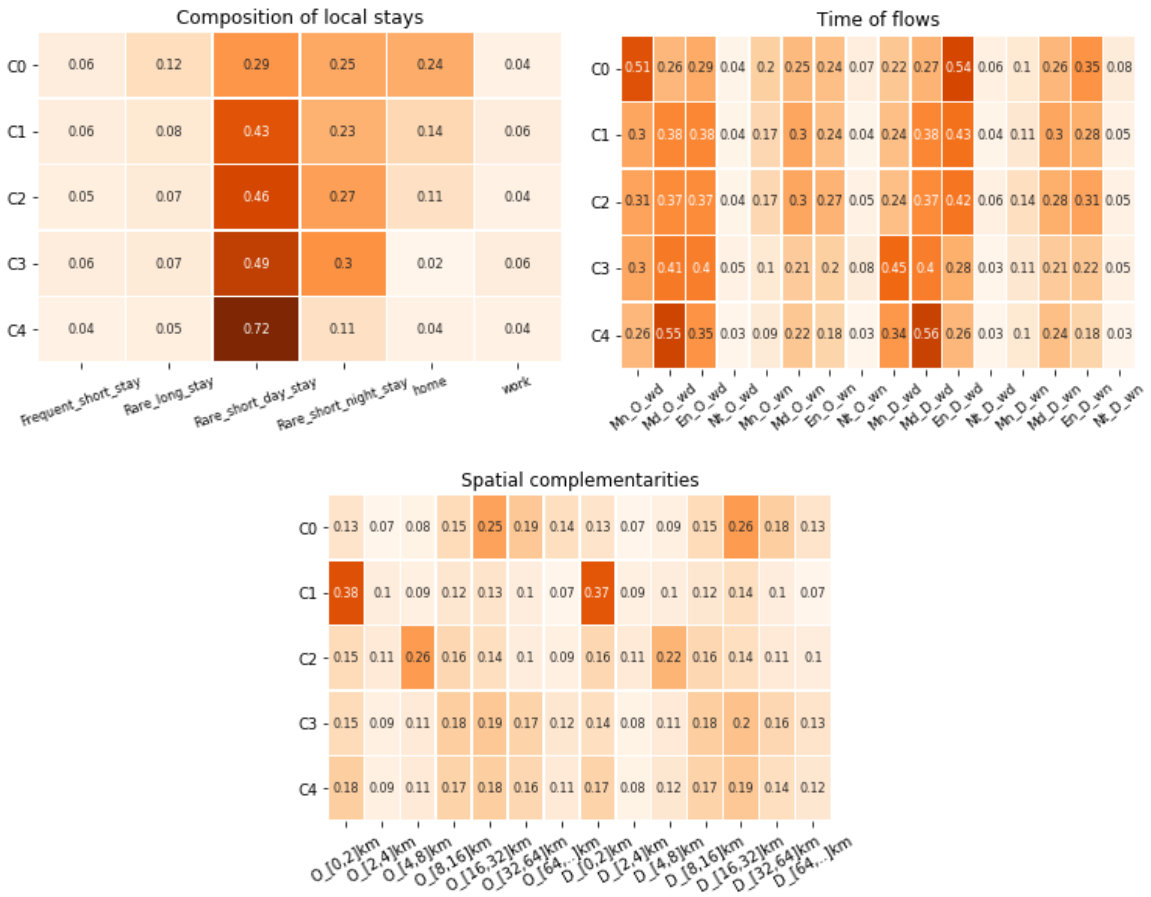 Composition of local stays
C0 0.06 0.12 0.29 0.25 0.24 0.04
C1 0.06 0.08 0.43 0.23 0.14 0.06
C2 0.05 0.07 0.46 0.27 0.11 0.04
C3 0.06 0.07 0.49 0.3 0.02 0.06
C4 0.04 0.05 0.72 0.11 0.04 0.04
Frequent_short_stay Rare_long_stay Rare_short_day_stay Rare_short_night_stay home work
Time of flows
C0 0.51 0.26 0.29 0.04 0.2 0.25 0.24 0.07 0.22 0.27 0.54 0.06 0.1 0.26 0.35 0.08
C1 0.3 0.38 0.38 0.04 0.17 0.3 0.24 0.04 0.24 0.38 0.43 0.04 0.11 0.3 0.28 0.05
C2 0.31 0.37 0.37 0.04 0.17 0.3 0.27 0.05 0.24 0.37 0.42 0.06 0.14 0.28 0.31 0.05
C3 0.3 0.41 0.4 0.05 0.1 0.21 0.2 0.08 0.45 0.4 0.28 0.03 0.11 0.21 0.22 0.05
C4 0.26 0.55 0.35 0.03 0.09 0.22 0.18 0.03 0.34 0.56 0.26 0.03 0.1 0.24 0.18 0.03
Mn_O_wd Md_O_wd En_O_wd Nt_O_wd Mn_O_wn Md_O_wn En_O_wn Nt_O_wn Mn_D_wd Md_D_wd En_D_wd Nt_D_wd Mn_D_wn Md_D_wn En_D_wn Nt_D_wn
Spatial complementarities
C0 0.13 0.07 0.08 0.15 0.25 0.19 0.14 0.13 0.07 0.09 0.15 0.26 0.18 0.13
C1 0.38 0.1 0.09 0.12 0.13 0.1 0.07 0.37 0.09 0.1 0.12 0.14 0.1 0.07
C2 0.15 0.11 0.26 0.16 0.14 0.1 0.09 0.16 0.11 0.22 0.16 0.14 0.11 0.1
C3 0.15 0.09 0.11 0.18 0.19 0.17 0.12 0.14 0.08 0.11 0.18 0.2 0.16 0.13
C4 0.18 0.09 0.11 0.17 0.18 0.16 0.11 0.17 0.08 0.12 0.17 0.19 0.14 0.12
O_[0,2]km O_[2,4]km O_[4,8]km O_[8,16]km O_[16,32]km O_[32,64]km O_[64,..]km D_[0,2]km D_[2,4]km D_[4,8]km D_[8,16]km D_[16,32]km D_[32,64]km D_[64,..]km